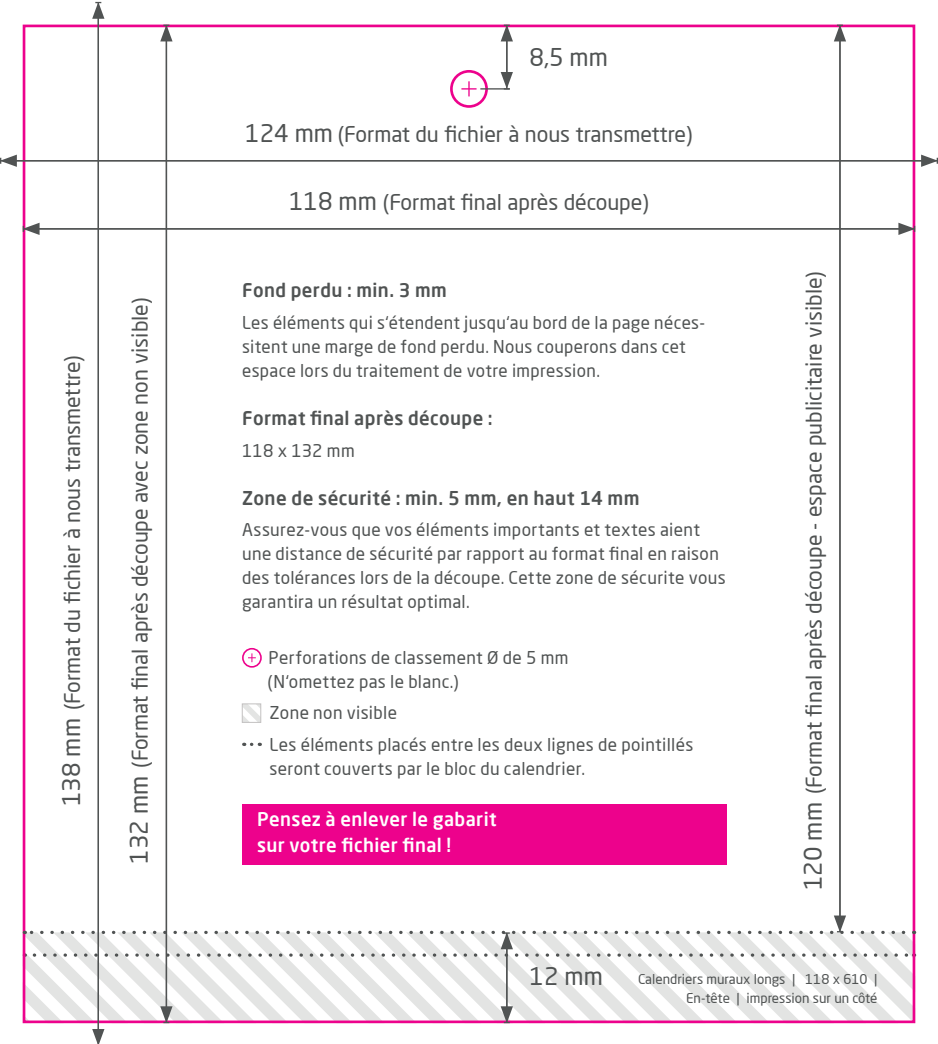 8,5 mm
124 mm (Format du fichier à nous transmettre)
118 mm (Format final après découpe)
138 mm (Format du fichier à nous transmettre)
132 mm (Format final après découpe avec zone non visible)
120 mm (Format final après découpe - espace publicitaire visible)
Fond perdu : min. 3 mm
Les éléments qui s‘étendent jusqu‘au bord de la page néces-
sitent une marge de fond perdu. Nous couperons dans cet
espace lors du traitement de votre impression.
Format final après découpe :
118 x 132 mm
Zone de sécurité : min. 5 mm, en haut 14 mm
Assurez-vous que vos éléments importants et textes aient
une distance de sécurité par rapport au format final en raison
des tolérances lors de la découpe. Cette zone de sécurite vous
garantira un résultat optimal.
Perforations de classement Ø de 5 mm
(N‘omettez pas le blanc.)
Zone non visible
Les éléments placés entre les deux lignes de pointillés
seront couverts par le bloc du calendrier.
Pensez à enlever le gabarit
sur votre fichier final !
12 mm
Calendriers muraux longs | 118 x 610 |
En-tête | impression sur un côté